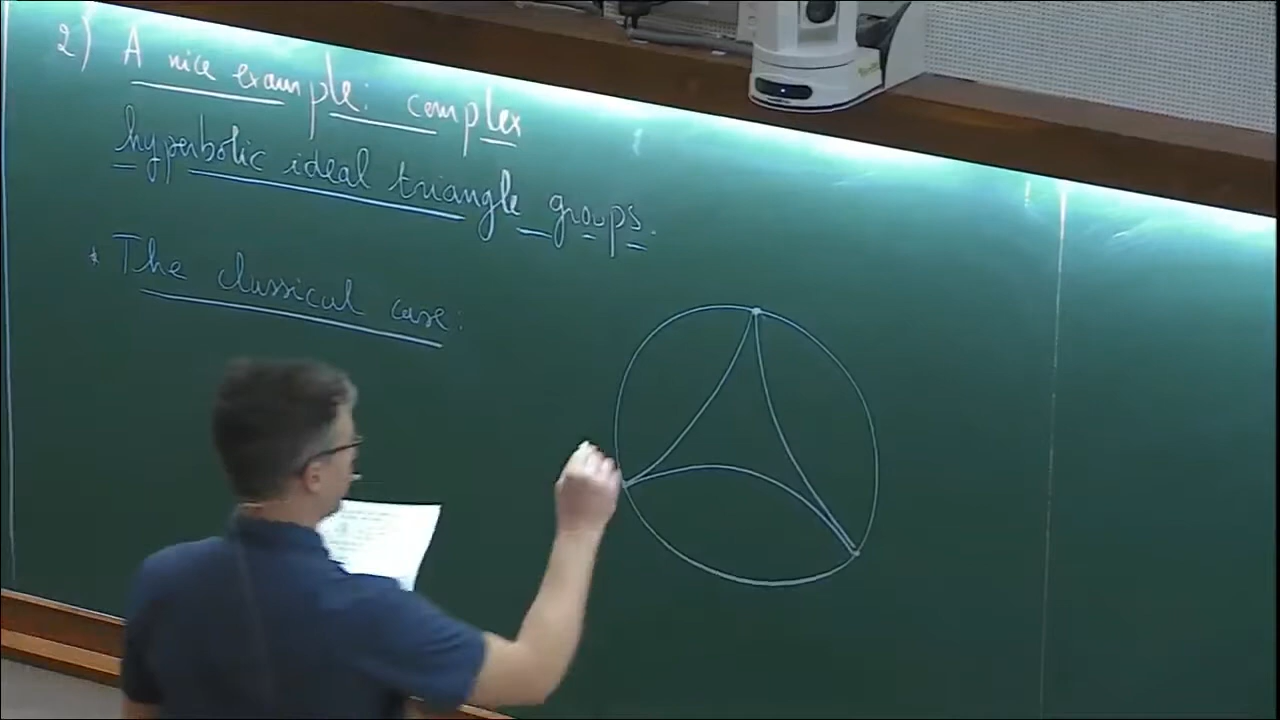 2) A nice example: complex
hyperbolic ideal triangle groups.
* The classical case: